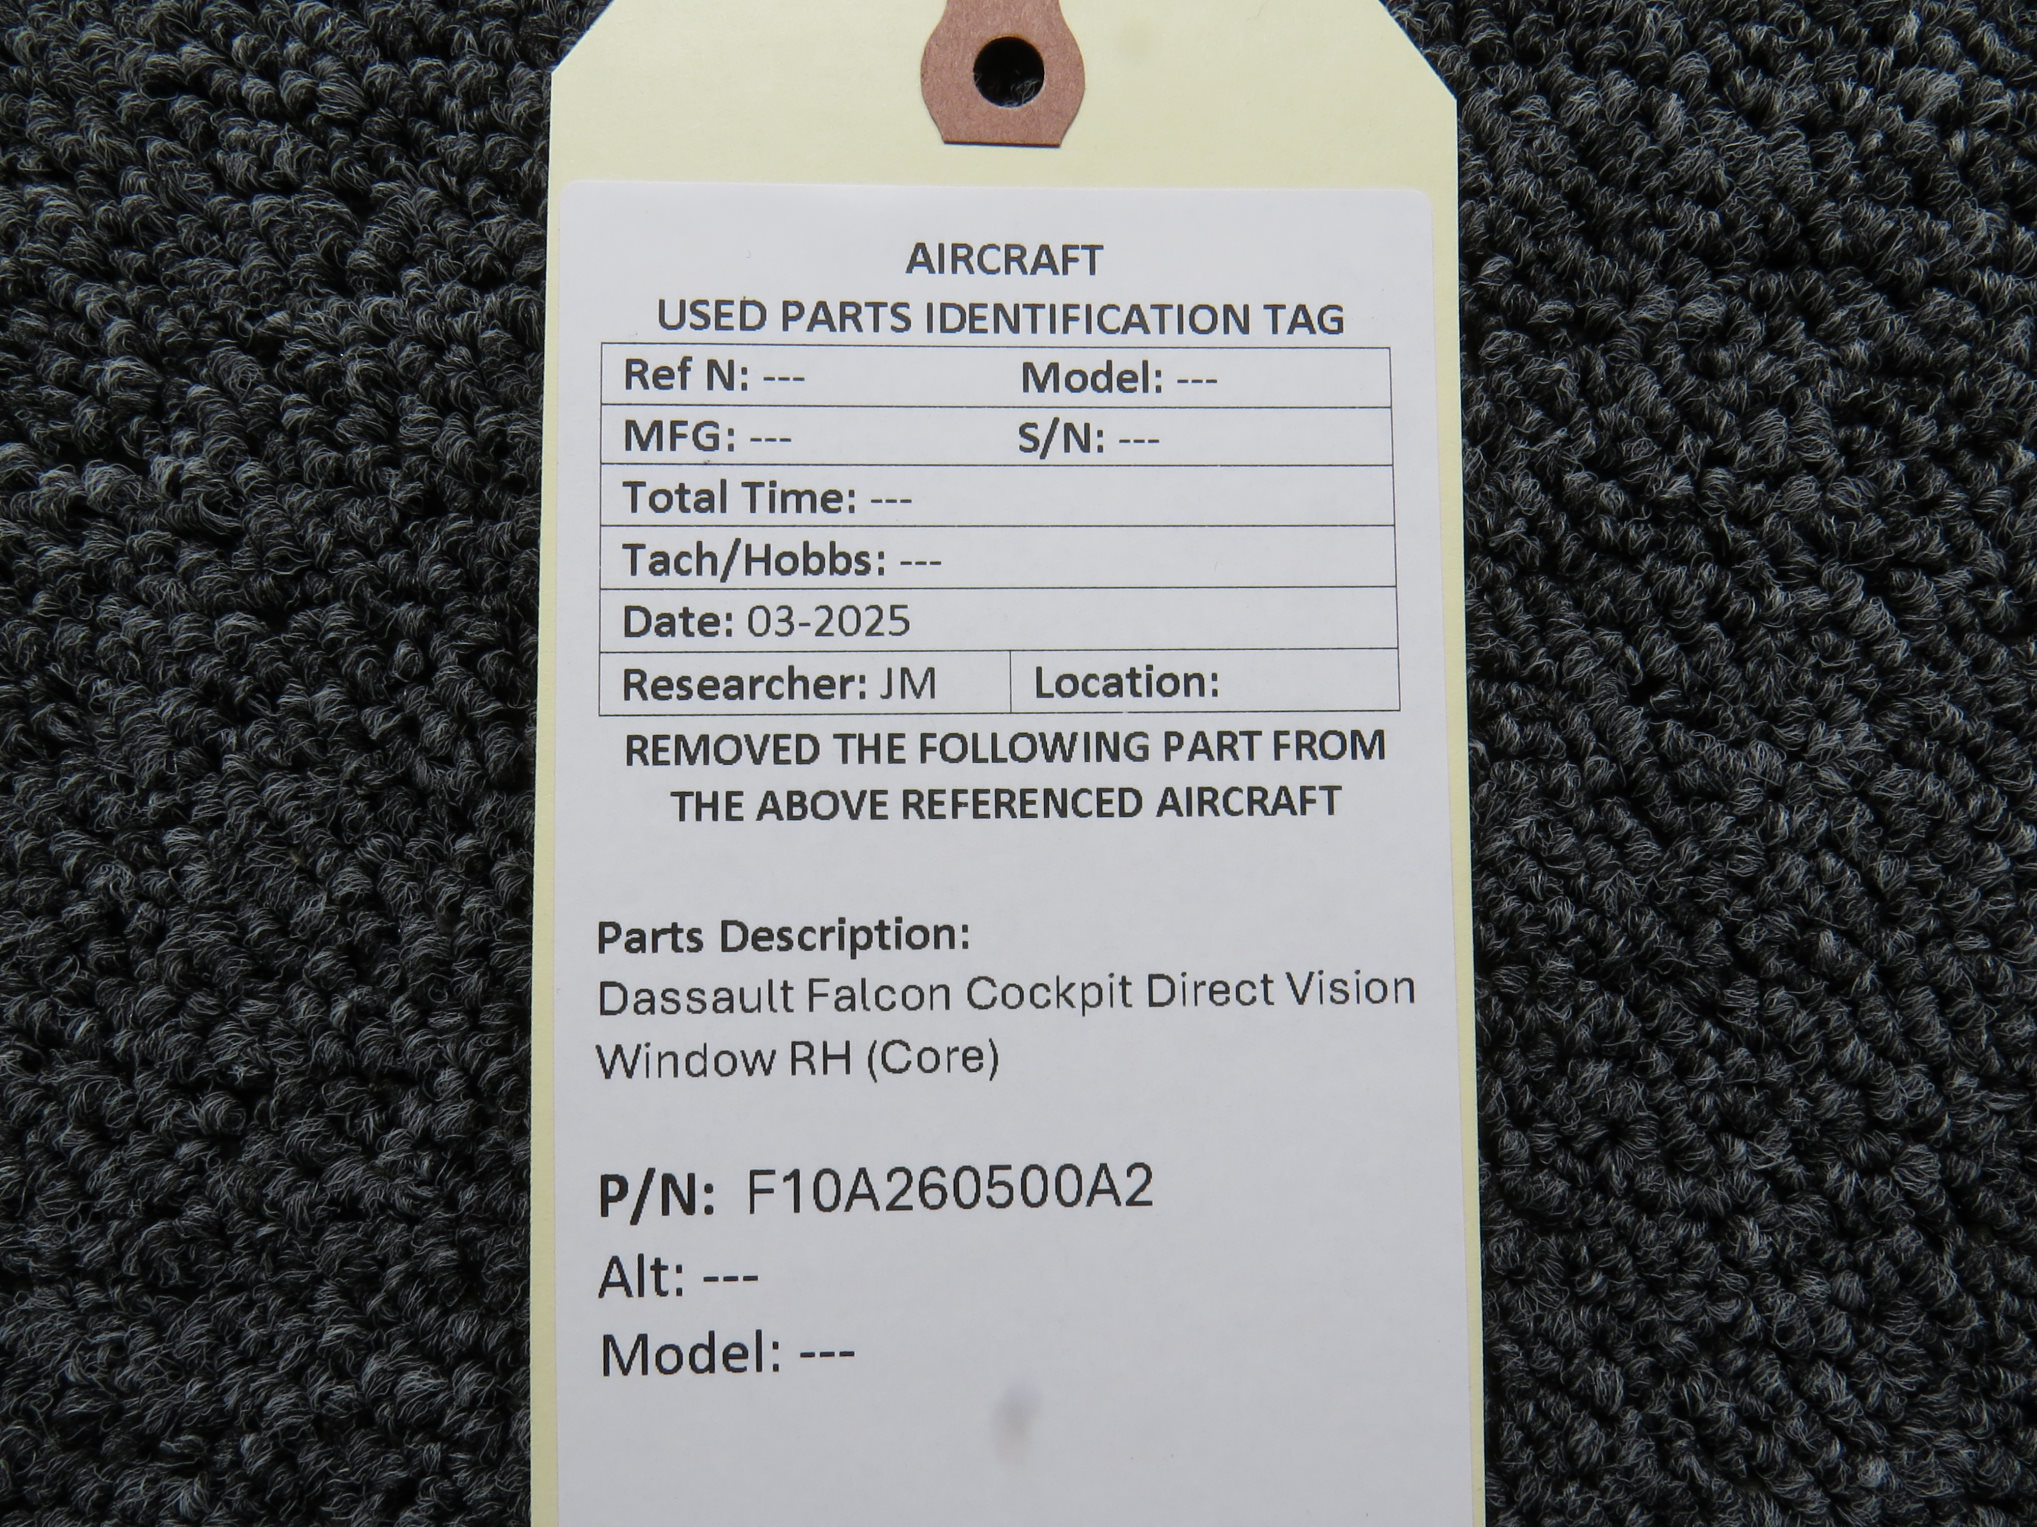 AIRCRAFT
USED PARTS IDENTIFICATION TAG
Ref N: --- Model: ---
MFG: --- S/N: ---
Total Time: ---
Tach/Hobbs: ---
Date: 03-2025
Researcher: JM Location:
REMOVED THE FOLLOWING PART FROM
THE ABOVE REFERENCED AIRCRAFT
Parts Description:
Dassault Falcon Cockpit Direct Vision
Window RH (Core)
P/N: F10A260500A2
Alt: ---
Model: ---